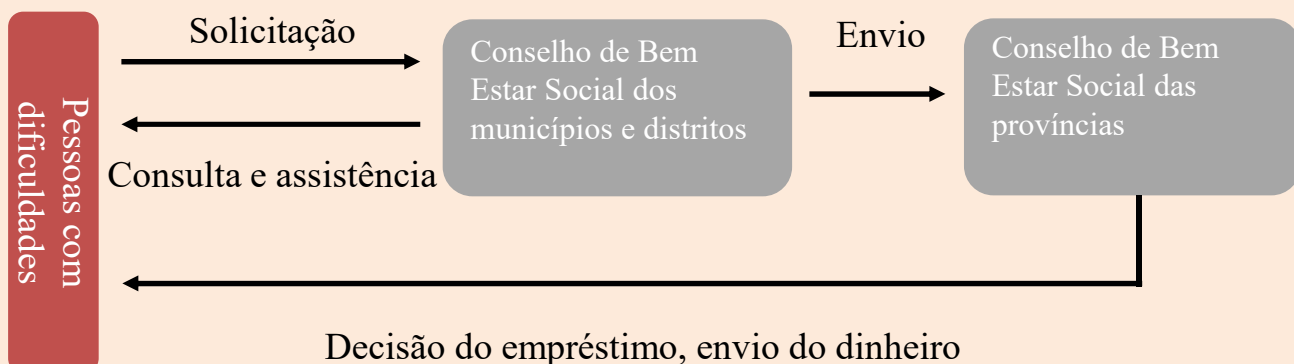 Pessoas com
dificuldades
Solicitação
Consulta e assistência
Conselho de Bem
Estar Social dos
municípios e distritos
Envio
Conselho de Bem
Estar Social das
províncias
Decisão do empréstimo, envio do dinheiro